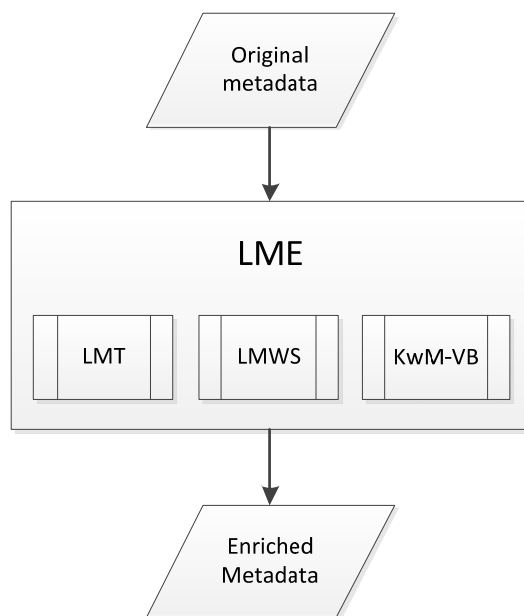 Original
metadata
LME
LMT
LMWS
KwM-VB
Enriched
Metadata